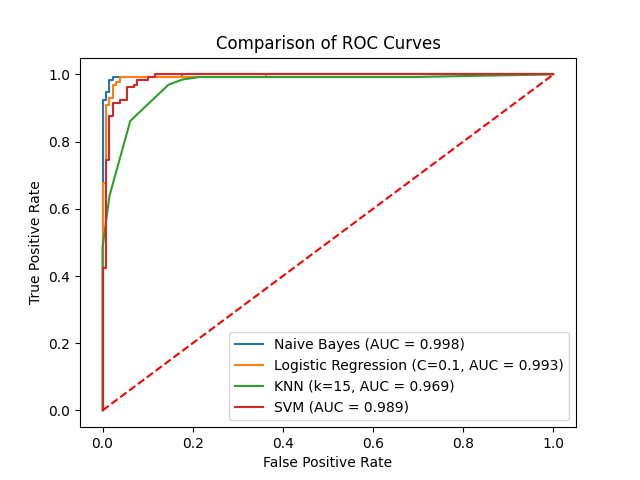 Comparison of ROC Curves
True Positive Rate
1.0
0.8
0.6
0.4
0.2
0.0
Naive Bayes (AUC = 0.998)
Logistic Regression (C=0.1, AUC = 0.993)
KNN (k=15, AUC = 0.969)
SVM (AUC = 0.989)
0.0 0.2 0.4 0.6 0.8 1.0
False Positive Rate